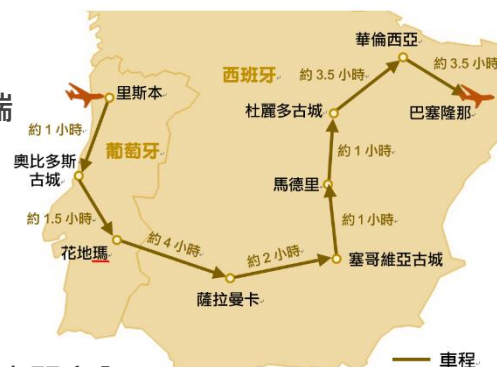 華倫西亞
約 3.5 小時
約 3.5 小時
西班牙
里斯本
杜麗多古城
巴塞隆那
端
約 1 小時
葡萄牙
約 1 小時
奧比多斯
古城
馬德里
約 1.5 小時
約 1 小時
花地瑪
約 4 小時
約 2 小時
塞哥維亞古城
薩拉曼卡
車程